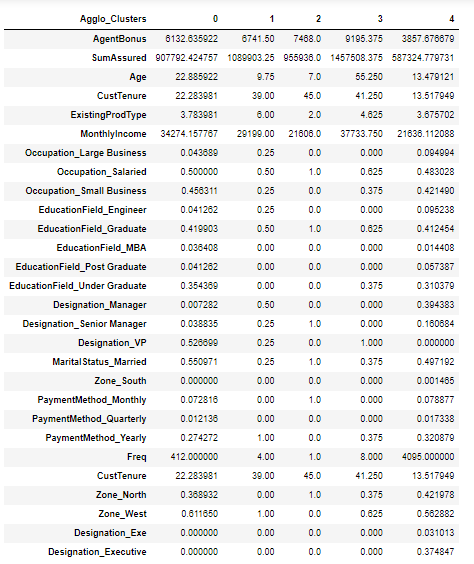 Agglo_Clusters 0 1 2 3 4
AgentBonus 6132.635922 6741.50 7468.0 9195.375 3857.676679
SumAssured 907792.424757 1089903.25 955936.0 1457508.375 587324.779731
Age 22.885922 9.75 7.0 55.250 13.479121
CustTenure 22.283981 39.00 45.0 41.250 13.517949
ExistingProdType 3.783981 6.00 2.0 4.625 3.675702
MonthlyIncome 34274.157767 29199.00 21606.0 37733.750 21636.112088
Occupation_Large Business 0.043689 0.25 0.0 0.000 0.094994
Occupation_Salaried 0.500000 0.50 1.0 0.625 0.483028
Occupation_Small Business 0.456311 0.25 0.0 0.375 0.421490
EducationField_Engineer 0.041262 0.25 0.0 0.000 0.095238
EducationField_Graduate 0.419903 0.50 1.0 0.625 0.412454
EducationField_MBA 0.036408 0.00 0.0 0.000 0.014408
EducationField_Post Graduate 0.041262 0.00 0.0 0.000 0.057387
EducationField_Under Graduate 0.354369 0.00 0.0 0.375 0.310379
Designation_Manager 0.007282 0.50 0.0 0.000 0.394383
Designation_Senior Manager 0.038835 0.25 1.0 0.000 0.160684
Designation_VP 0.526699 0.25 0.0 1.000 0.000000
MaritalStatus_Married 0.550971 0.25 1.0 0.375 0.497192
Zone_South 0.000000 0.00 0.0 0.000 0.001465
PaymentMethod_Monthly 0.072816 0.00 1.0 0.000 0.078877
PaymentMethod_Quarterly 0.012136 0.00 0.0 0.000 0.017338
PaymentMethod_Yearly 0.274272 1.00 0.0 0.375 0.320879
Freq 412.000000 4.00 1.0 8.000 4095.000000
CustTenure 22.283981 39.00 45.0 41.250 13.517949
Zone_North 0.368932 0.00 1.0 0.375 0.421978
Zone_West 0.611650 1.00 0.0 0.625 0.562882
Designation_Exe 0.000000 0.00 0.0 0.000 0.031013
Designation_Executive 0.000000 0.00 0.0 0.000 0.374847